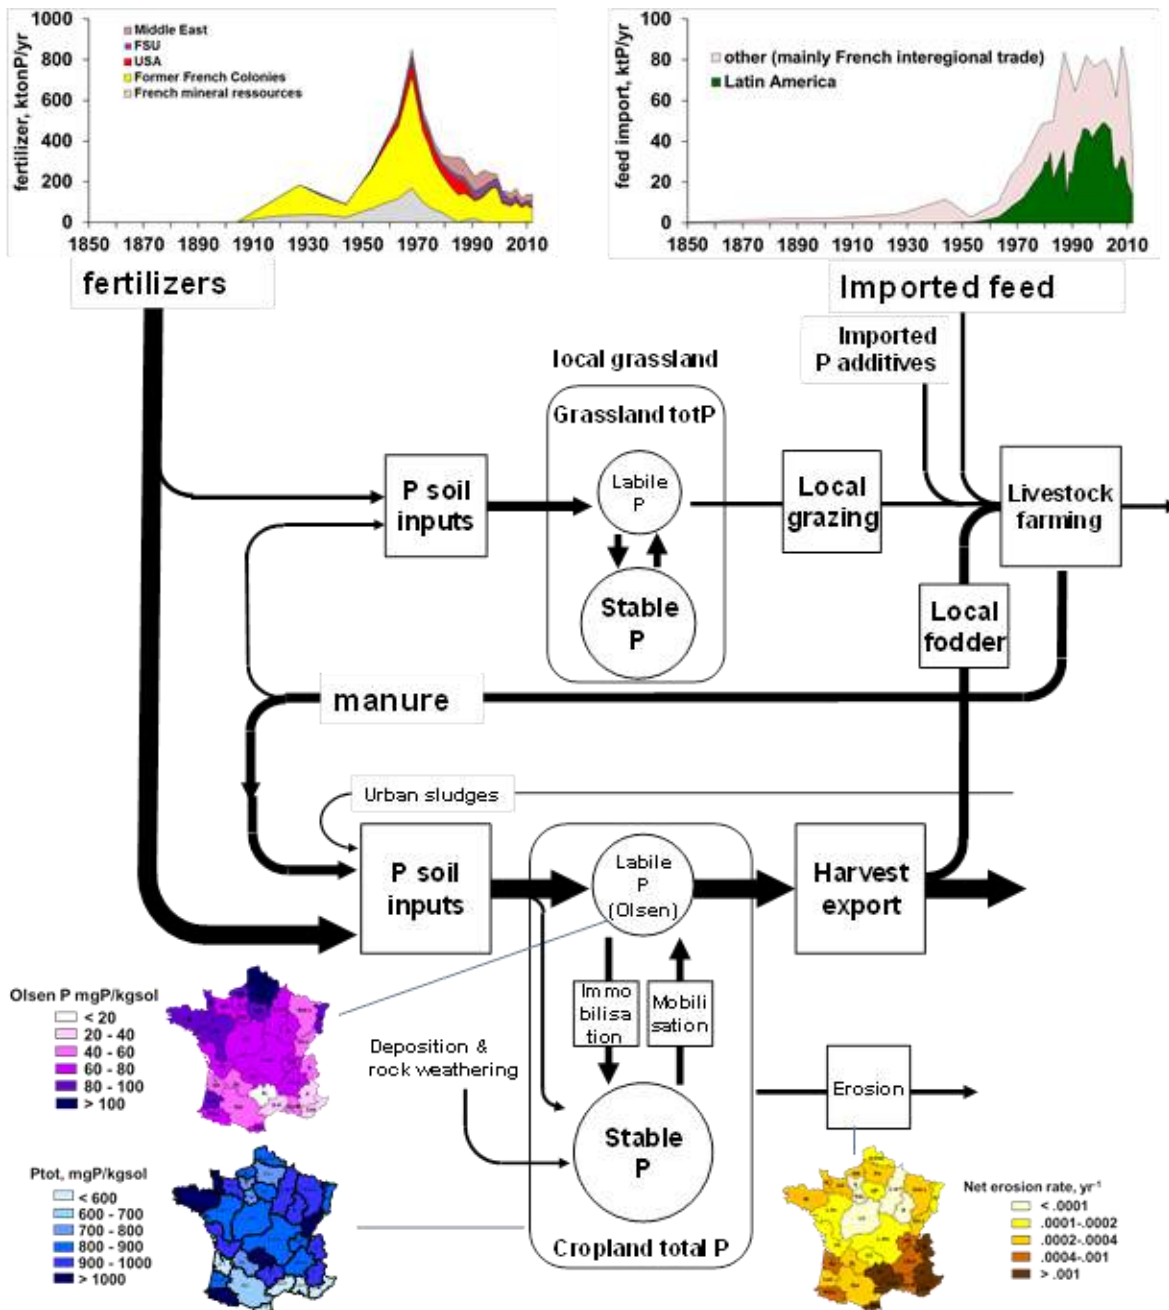 1000
800
600
400
200
0
fertilizer, ktonP/yr
Middle East
FSU
USA
Former French Colonies
French mineral ressources
1850 1870 1890 1910 1930 1950 1970 1990 2010
100
80
60
40
20
0
feed import, ktP/yr
other (mainly French interregional trade)
Latin America
1850 1870 1890 1910 1930 1950 1970 1990 2010
fertilizers
Imported feed
Imported
P additives
local grassland
Grassland totP
Labile
P
Stable
P
P soil
inputs
Local
grazing
Livestock
farming
Local
fodder
manure
Urban sludges
P soil
inputs
Labile
P
(Olsen)
Harvest
export
Immo
bilisa
tion
Mobili
sation
Deposition &
rock weathering
Stable
P
Erosion
Cropland total P
Olsen P mgP/kgsol
< 20
20 - 40
40 - 60
60 - 80
80 - 100
> 100
Ptot, mgP/kgsol
< 600
600 - 700
700 - 800
800 - 900
900 - 1000
> 1000
Net erosion rate, yr-1
< .0001
.0001-.0002
.0002-.0004
.0004-.001
> .001